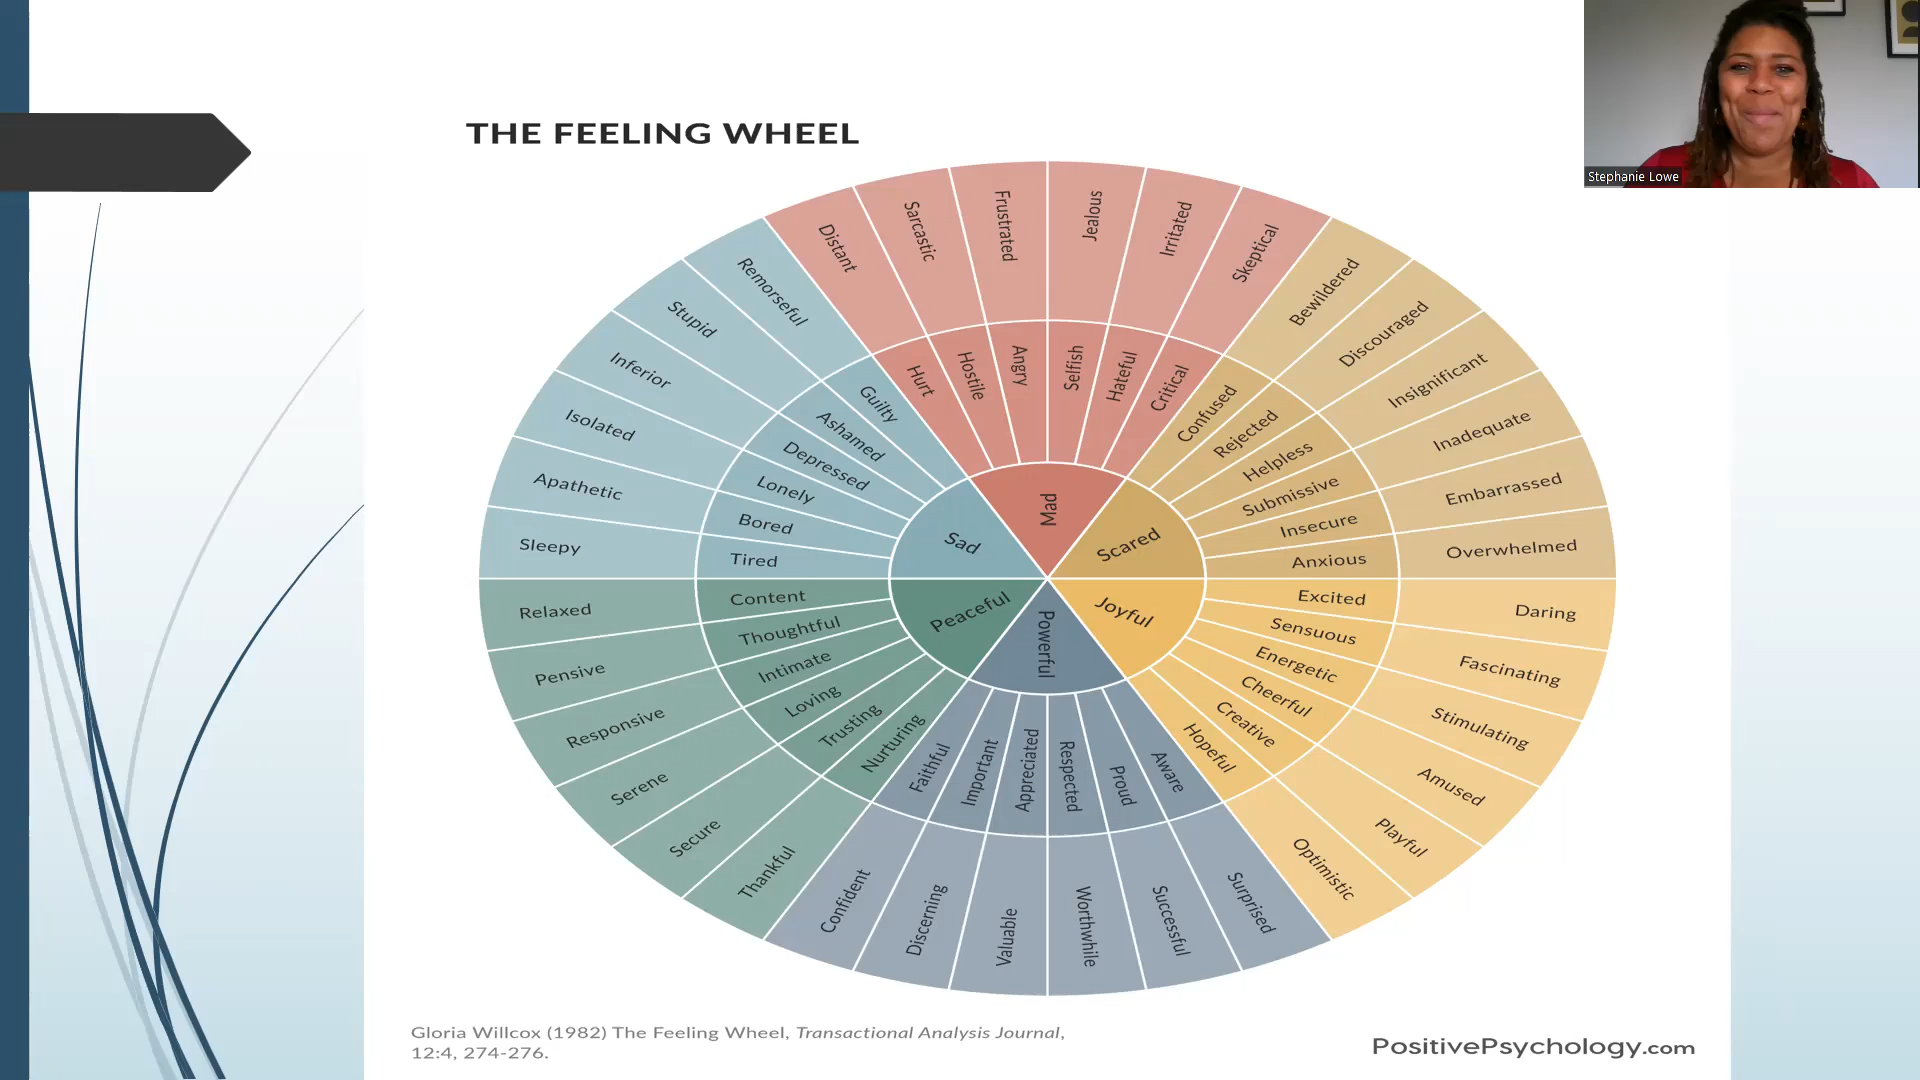 Stephanie Lowe
THE FEELING WHEEL
Distant
Sarcastic
Frustrated
Jealous
Irritated
Skeptical
Bewildered
Discouraged
Insignificant
Inadequate
Embarrassed
Overwhelmed
Daring
Fascinating
Stimulating
Amused
Playful
Optimistic
Surprised
Successful
Worthwhile
Valuable
Discerning
Confident
Thankful
Secure
Serene
Responsive
Pensive
Relaxed
Sleepy
Apathetic
Isolated
Inferior
Stupid
Remorseful
Hurt
Hostile
Angry
Selfish
Hateful
Critical
Confused
Rejected
Helpless
Submissive
Insecure
Anxious
Excited
Sensuous
Energetic
Cheerful
Creative
Hopeful
Aware
Proud
Respected
Appreciated
Important
Faithful
Nurturing
Trusting
Loving
Intimate
Thoughtful
Content
Tired
Bored
Lonely
Depressed
Ashamed
Guilty
Mad
Scared
Joyful
Powerful
Peaceful
Sad
Gloria Willcox (1982) The Feeling Wheel, Transactional Analysis Journal,
12:4, 274-276.
PositivePsychology.com